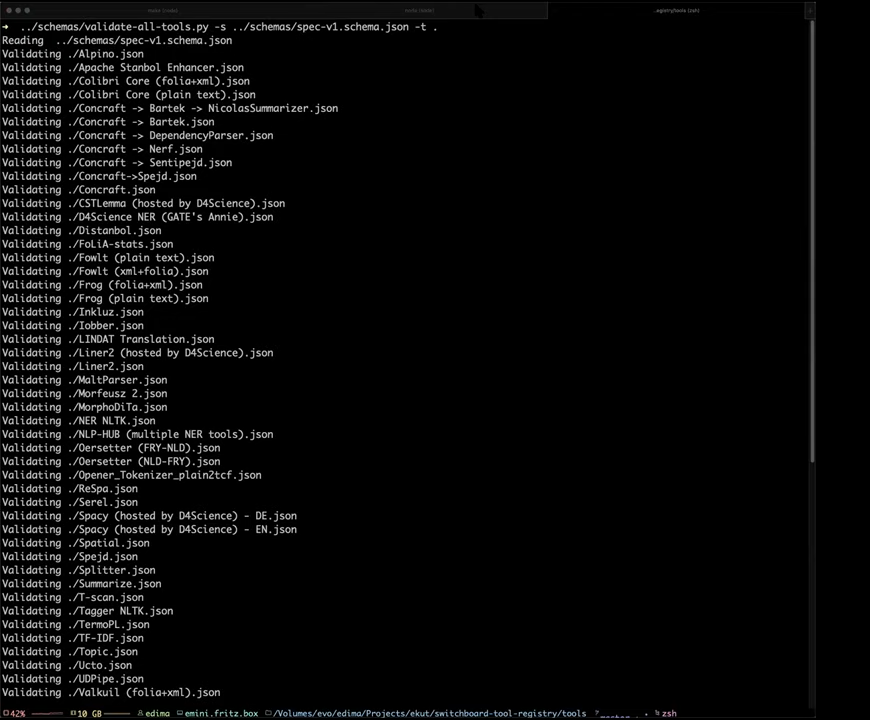 ..egistry/tools (zsh)
➜ ../schemas/validate-all-tools.py -s ../schemas/spec-v1.schema.json -t .
Reading ../schemas/spec-v1.schema.json
Validating ./Alpino.json
Validating ./Apache Stanbol Enhancer.json
Validating ./Colibri Core (folia+xml).json
Validating ./Colibri Core (plain text).json
Validating ./Concraft -> Bartek -> NicolasSummarizer.json
Validating ./Concraft -> Bartek.json
Validating ./Concraft -> DependencyParser.json
Validating ./Concraft -> Nerf.json
Validating ./Concraft -> Sentipejd.json
Validating ./Concraft->Spejd.json
Validating ./Concraft.json
Validating ./CSTLemma (hosted by D4Science).json
Validating ./D4Science NER (GATE's Annie).json
Validating ./Distanbol.json
Validating ./FoLiA-stats.json
Validating ./Fowlt (plain text).json
Validating ./Fowlt (xml+folia).json
Validating ./Frog (folia+xml).json
Validating ./Frog (plain text).json
Validating ./Inkluz.json
Validating ./Iobber.json
Validating ./LINDAT Translation.json
Validating ./Liner2 (hosted by D4Science).json
Validating ./Liner2.json
Validating ./MaltParser.json
Validating ./Morfeusz 2.json
Validating ./MorphoDiTa.json
Validating ./NER NLTK.json
Validating ./NLP-HUB (multiple NER tools).json
Validating ./Oersetter (FRY-NLD).json
Validating ./Oersetter (NLD-FRY).json
Validating ./Opener_Tokenizer_plain2tcf.json
Validating ./ReSpa.json
Validating ./Serel.json
Validating ./Spacy (hosted by D4Science) - DE.json
Validating ./Spacy (hosted by D4Science) - EN.json
Validating ./Spatial.json
Validating ./Spejd.json
Validating ./Splitter.json
Validating ./Summarize.json
Validating ./T-scan.json
Validating ./Tagger NLTK.json
Validating ./TermoPL.json
Validating ./TF-IDF.json
Validating ./Topic.json
Validating ./Ucto.json
Validating ./UDPipe.json
Validating ./Valkuil (folia+xml).json
42% 10 GB edima emini.fritz.box /Volumes/evo/edima/Projects/ekut/switchboard-tool-registry/tools zsh